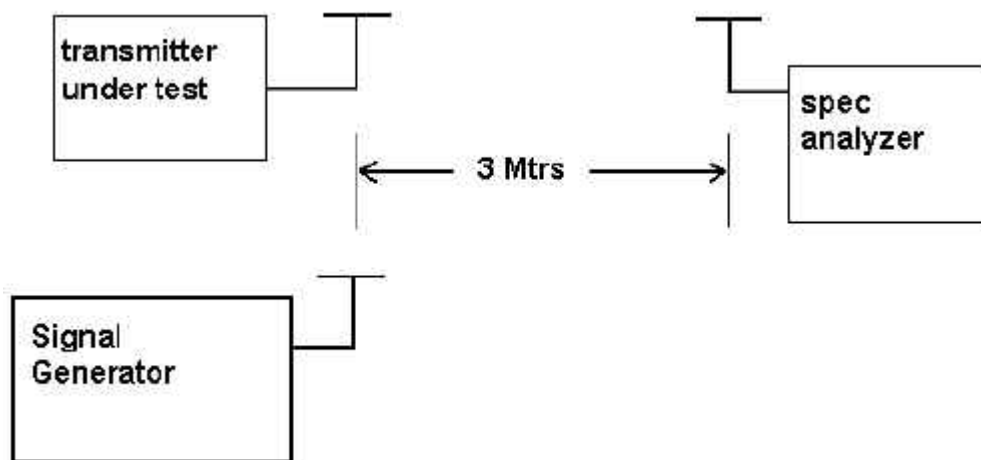 transmitter
under test
spec
analyzer
3 Mtrs
Signal
Generator